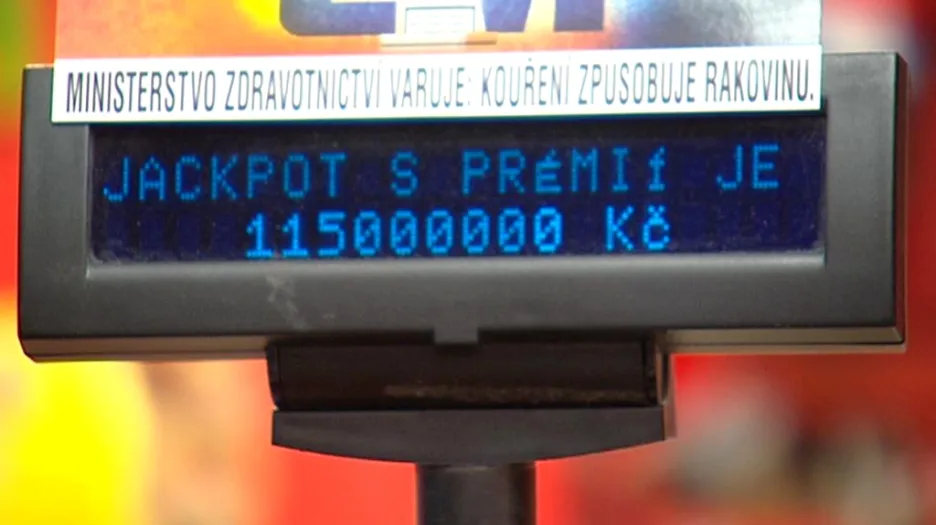 MINISTERSTVO ZDRAVOTNICTVÍ VARUJE: KOUŘENÍ ZPŮSOBUJE RAKOVINU.
JACKPOT S PRéMIí JE
115000000 Kč